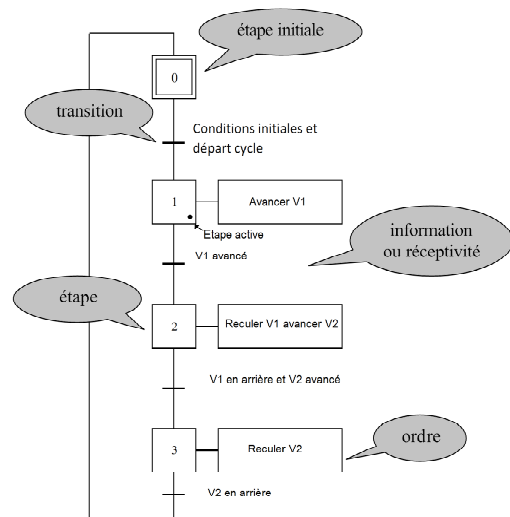 étape initiale
0
transition
Conditions initiales et
départ cycle
1
Avancer V1
Etape active
information
ou réceptivité
V1 avancé
étape
2
Reculer V1 avancer V2
V1 en arrière et V2 avancé
ordre
3
Reculer V2
V2 en arrière